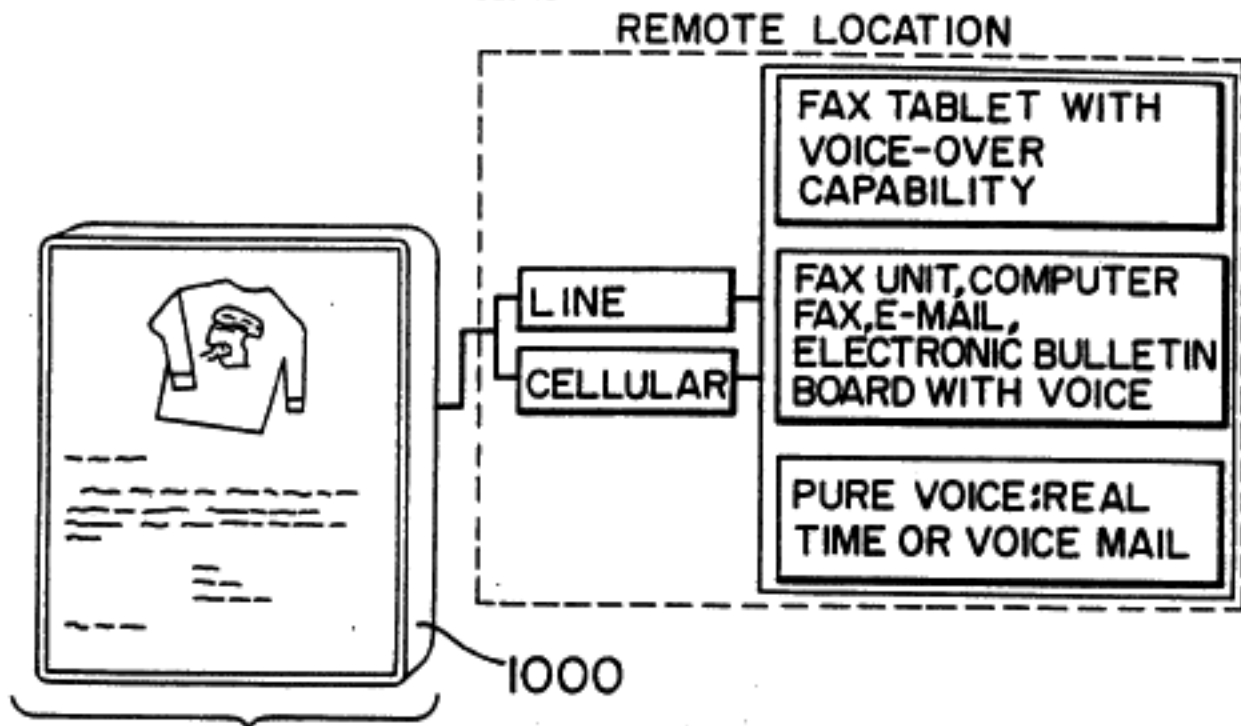 REMOTE LOCATION
FAX TABLET WITH
VOICE-OVER
CAPABILITY
LINE
CELLULAR
FAX UNIT, COMPUTER
FAX, E-MAIL,
ELECTRONIC BULLETIN
BOARD WITH VOICE
PURE VOICE: REAL
TIME OR VOICE MAIL
1000